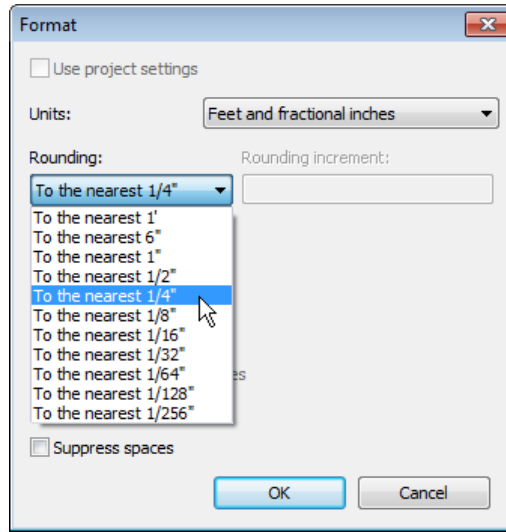 Format
Use project settings
Units: Feet and fractional inches
Rounding: Rounding increment:
To the nearest 1/4"
To the nearest 1'
To the nearest 6"
To the nearest 1"
To the nearest 1/2"
To the nearest 1/4"
To the nearest 1/8"
To the nearest 1/16"
To the nearest 1/32"
To the nearest 1/64"
To the nearest 1/128"
To the nearest 1/256"
Suppress spaces
OK Cancel